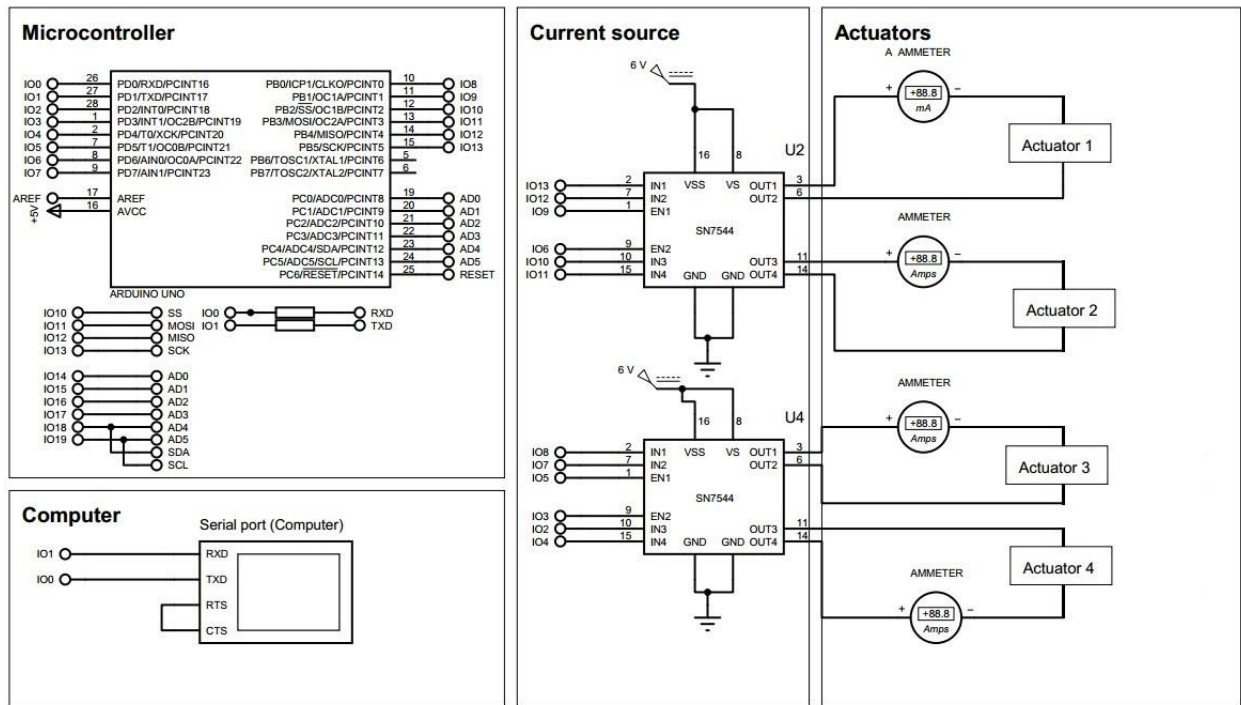 Microcontroller
IO0 26 PD0/RXD/PCINT16 PB0/ICP1/CLKO/PCINT0 10 IO8
IO1 27 PD1/TXD/PCINT17 PB1/OC1A/PCINT1 11 IO9
IO2 28 PD2/INT0/PCINT18 PB2/SS/OC1B/PCINT2 12 IO10
IO3 1 PD3/INT1/OC2B/PCINT19 PB3/MOSI/OC2A/PCINT3 13 IO11
IO4 2 PD4/T0/XCK/PCINT20 PB4/MISO/PCINT4 14 IO12
IO5 7 PD5/T1/OC0B/PCINT21 PB5/SCK/PCINT5 15 IO13
IO6 8 PD6/AIN0/OC0A/PCINT22 PB6/TOSC1/XTAL1/PCINT6 5
IO7 9 PD7/AIN1/PCINT23 PB7/TOSC2/XTAL2/PCINT7 6
AREF 17 AREF PC0/ADC0/PCINT8 19 AD0
+5V 16 AVCC PC1/ADC1/PCINT9 20 AD1
PC2/ADC2/PCINT10 21 AD2
PC3/ADC3/PCINT11 22 AD3
PC4/ADC4/SDA/PCINT12 23 AD4
PC5/ADC5/SCL/PCINT13 24 AD5
PC6/RESET/PCINT14 25 RESET
ARDUINO UNO
IO10 SS IO0 RXD
IO11 MOSI IO1 TXD
IO12 MISO
IO13 SCK
IO14 AD0
IO15 AD1
IO16 AD2
IO17 AD3
IO18 AD4
IO19 AD5
SDA
SCL
Computer
Serial port (Computer)
IO1 RXD
IO0 TXD
RTS
CTS
Current source
6 V
16 8 U2
IO13 2 IN1 VSS VS OUT1 3
IO12 7 IN2 OUT2 6
IO9 1 EN1
SN7544
IO6 9 EN2
IO10 10 IN3 OUT3 11
IO11 15 IN4 GND GND OUT4 14
6 V
16 8 U4
IO8 2 IN1 VSS VS OUT1 3
IO7 7 IN2 OUT2 6
IO5 1 EN1
SN7544
IO3 9 EN2
IO2 10 IN3 OUT3 11
IO4 15 IN4 GND GND OUT4 14
Actuators
A AMMETER
+ +88.8 −
mA
Actuator 1
AMMETER
+ +88.8 −
Amps
Actuator 2
AMMETER
+ +88.8 −
Amps
Actuator 3
Actuator 4
AMMETER
+ +88.8 −
Amps